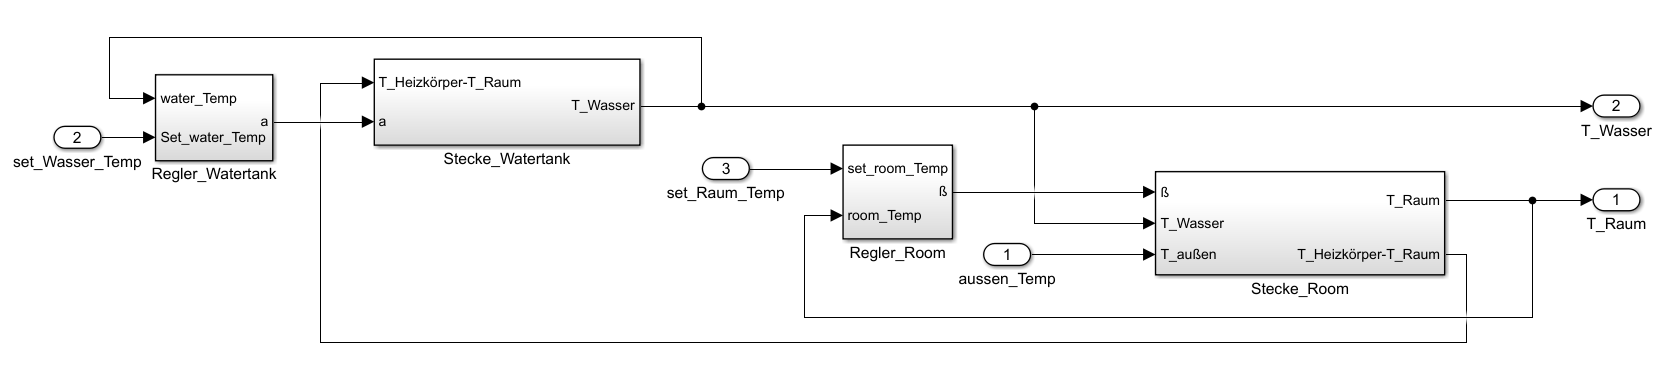 water_Temp
a
Set_water_Temp
Regler_Watertank
2
set_Wasser_Temp
T_Heizkörper-T_Raum
T_Wasser
a
Stecke_Watertank
3
set_Raum_Temp
set_room_Temp
ß
room_Temp
Regler_Room
1
aussen_Temp
ß
T_Raum
T_Wasser
T_außen
T_Heizkörper-T_Raum
Stecke_Room
2
T_Wasser
1
T_Raum